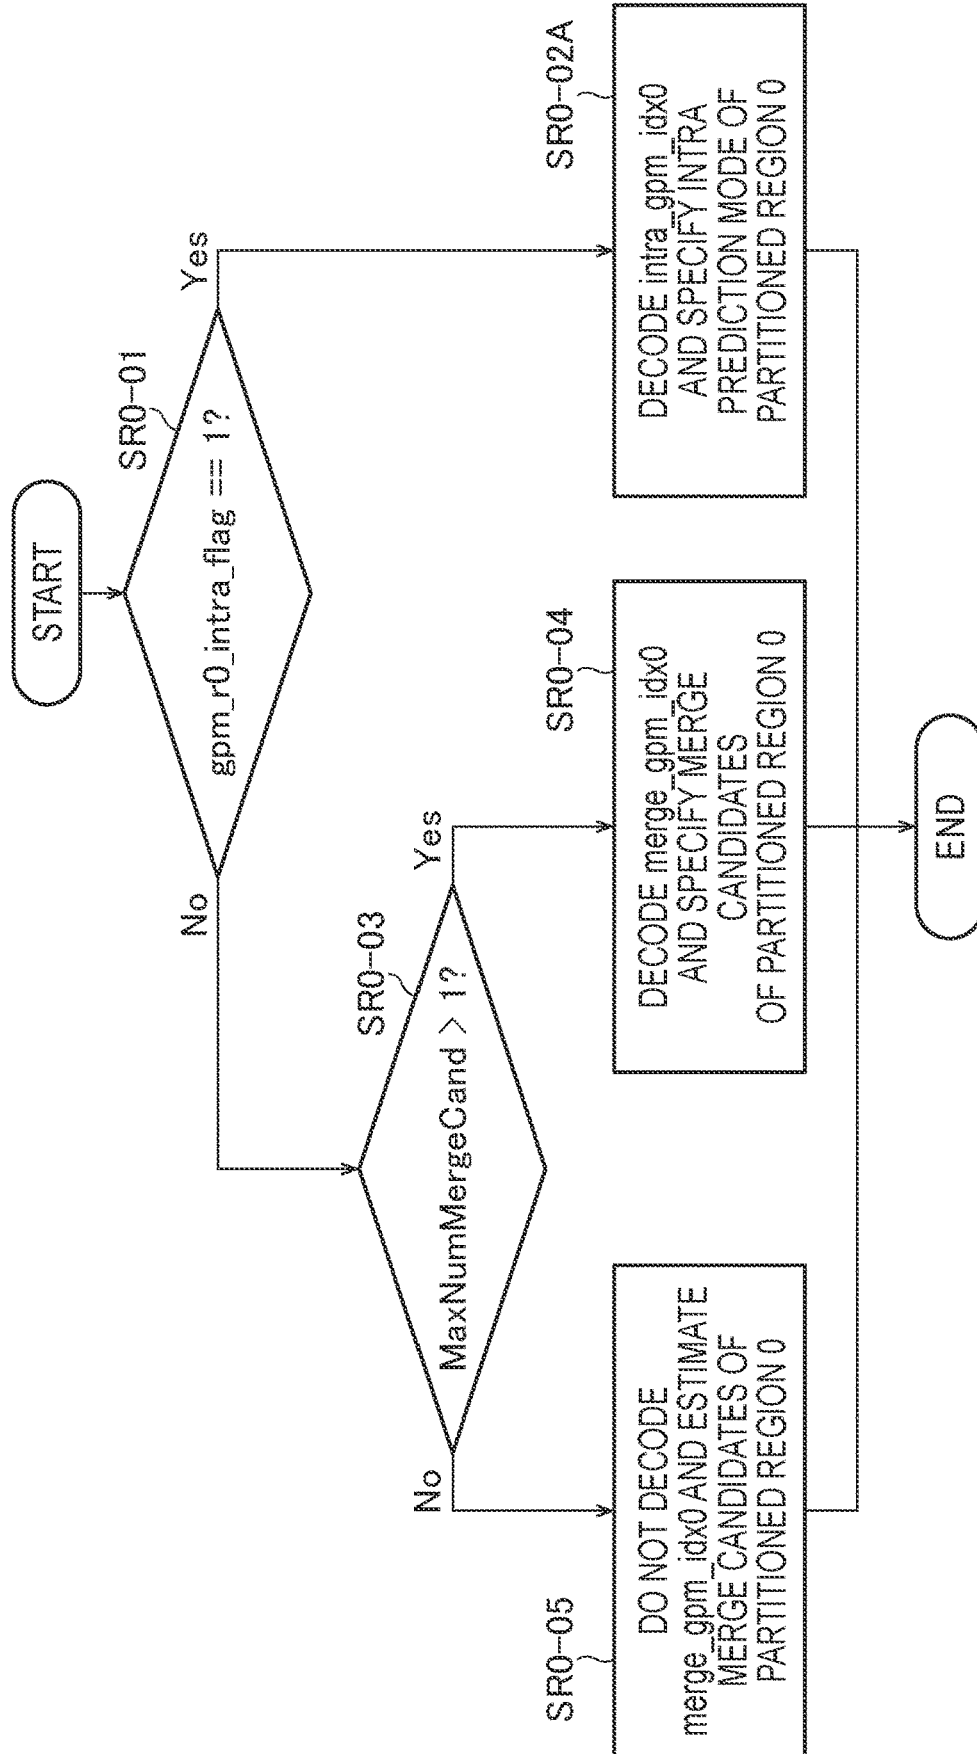 START
SR0-01
gpm_r0_intra_flag == 1?
Yes
No
SR0-03
MaxNumMergeCand > 1?
Yes
No
SR0-05
DO NOT DECODE
merge_gpm_idx0 AND ESTIMATE
MERGE CANDIDATES OF
PARTITIONED REGION 0
SR0-04
DECODE merge_gpm_idx0
AND SPECIFY MERGE
CANDIDATES
OF PARTITIONED REGION 0
SR0-02A
DECODE intra_gpm_idx0
AND SPECIFY INTRA
PREDICTION MODE OF
PARTITIONED REGION 0
END